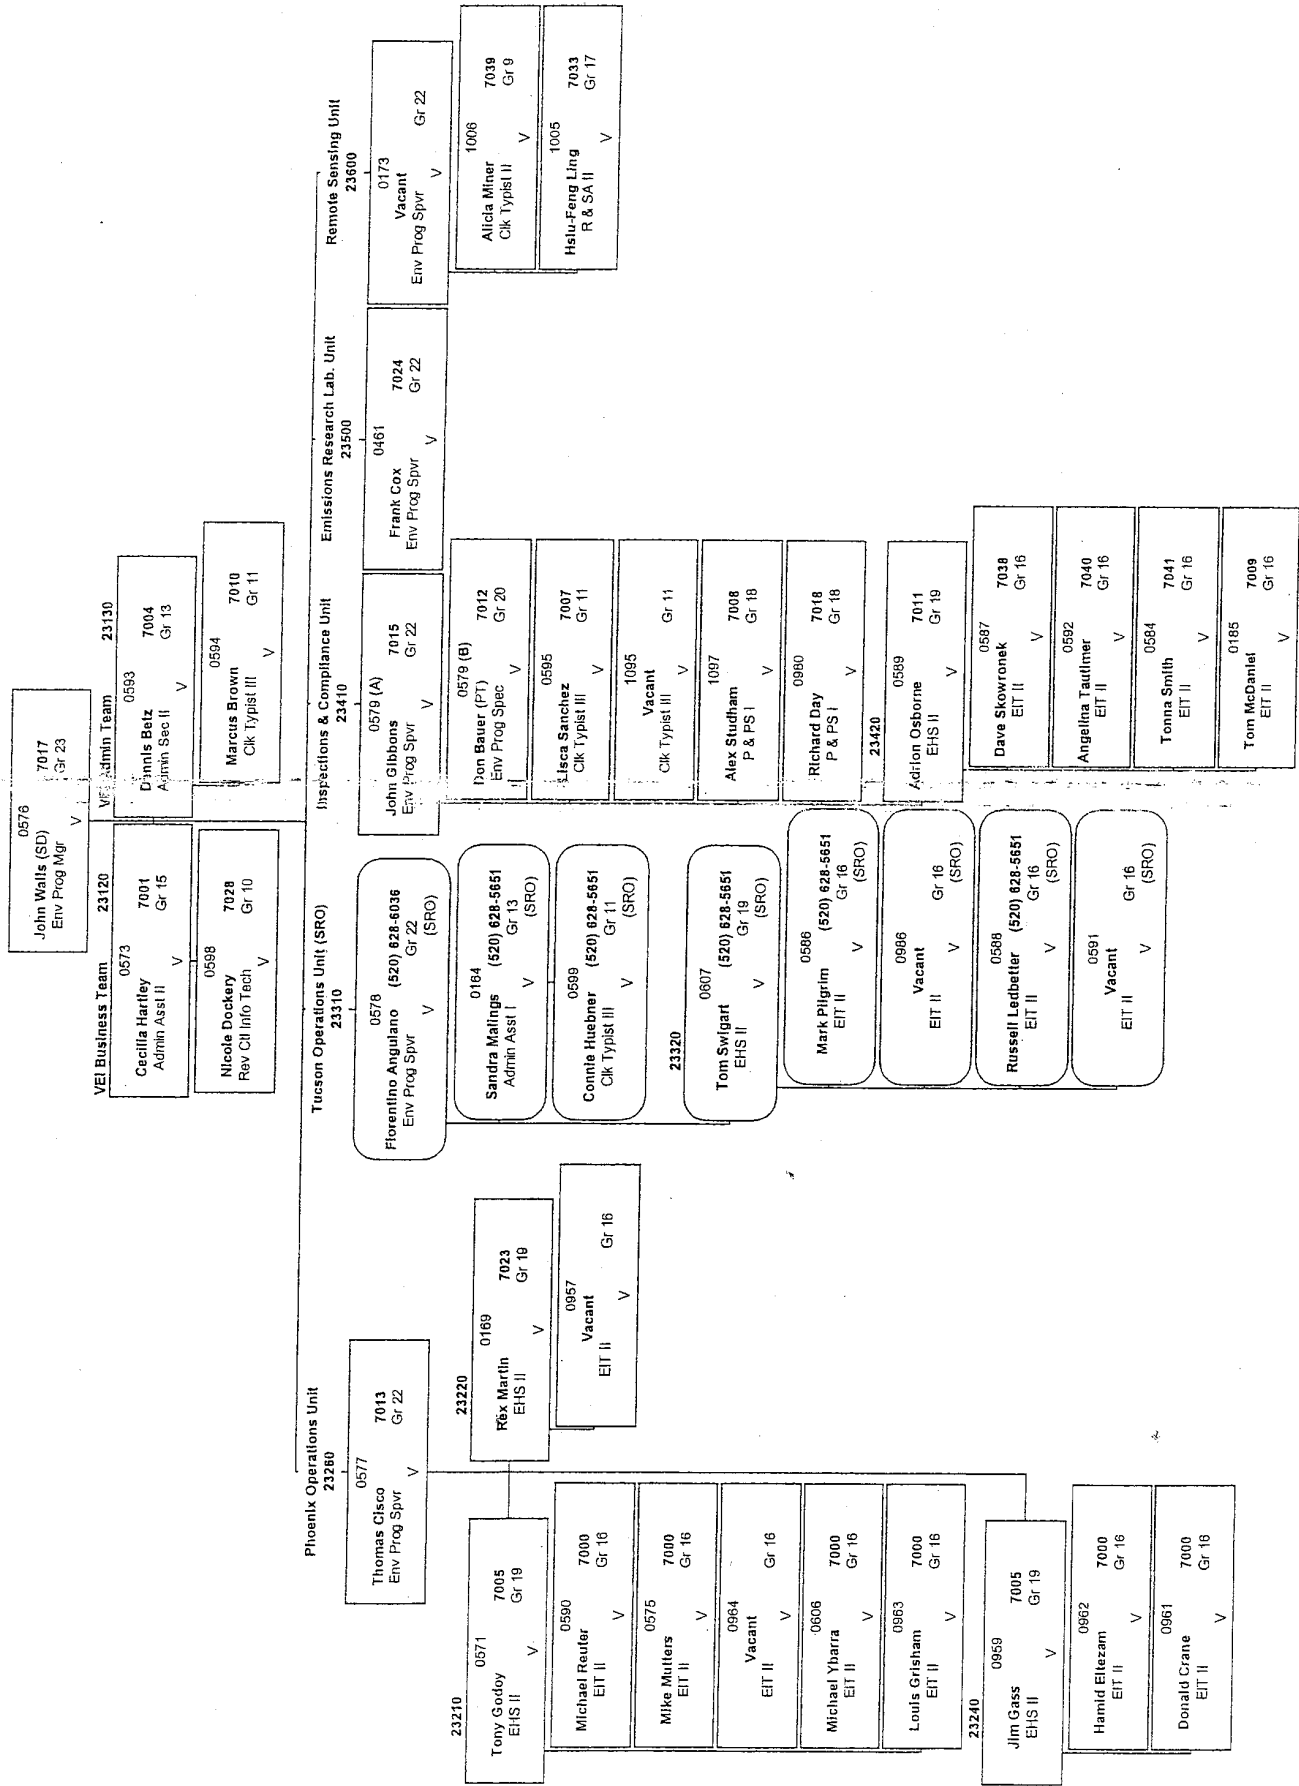 0576
John Walls (SD) 7017
Env Prog Mgr Gr 23
V
VEI Business Team 23120
0573
Cecilia Hartley 7001
Admin Asst II Gr 15
V
0598
Nicole Dockery 7028
Rev Ctl Info Tech Gr 10
V
Admin Team 23130
0593
Dennis Betz 7004
Admin Sec II Gr 13
V
0594
Marcus Brown 7010
Clk Typist III Gr 11
V
Phoenix Operations Unit
23260
0577
Thomas Cisco 7013
Env Prog Spvr Gr 22
V
23210
0571
Tony Godoy 7005
EHS II Gr 19
V
0590
Michael Reuter 7000
EIT II Gr 16
V
0575
Mike Mutters 7000
EIT II Gr 16
V
0964
Vacant
EIT II Gr 16
V
0606
Michael Ybarra 7000
EIT II Gr 16
V
0963
Louis Grisham 7000
EIT II Gr 16
V
23220
0169
Rex Martin 7023
EHS II Gr 19
V
0957
Vacant
EIT II Gr 16
V
23240
0959
Jim Gass 7005
EHS II Gr 19
V
0962
Hamid Eltezam 7000
EIT II Gr 16
V
0961
Donald Crane 7000
EIT II Gr 16
V
Tucson Operations Unit (SRO)
23310
0578
Florentino Anguiano (520) 628-6036
Env Prog Spvr Gr 22
V (SRO)
0164
Sandra Malings (520) 628-5651
Admin Asst I Gr 13
V (SRO)
0599
Connie Huebner (520) 628-5651
Clk Typist III Gr 11
V (SRO)
23320
0607
Tom Swigart (520) 628-5651
EHS II Gr 19
V (SRO)
0586
Mark Pilgrim (520) 628-5651
EIT II V Gr 16
(SRO)
0986
Vacant
EIT II V Gr 16
(SRO)
0588
Russell Ledbetter (520) 628-5651
EIT II V Gr 16
(SRO)
0591
Vacant
EIT II V Gr 16
(SRO)
Inspections & Compliance Unit
23410
0579 (A)
John Gibbons 7015
Env Prog Spvr Gr 22
V
0579 (B)
Don Bauer (PT) 7012
Env Prog Spec Gr 20
V
0595
Lisca Sanchez 7007
Clk Typist III Gr 11
V
1095
Vacant
Clk Typist III Gr 11
V
1097
Alex Studham 7008
P & PS I Gr 18
V
0980
Richard Day 7018
P & PS I Gr 18
V
23420
0589
Adrion Osborne 7011
EHS II Gr 19
V
0587
Dave Skowronek 7038
EIT II Gr 16
V
0592
Angelina Tautimer 7040
EIT II Gr 16
V
0584
Tonna Smith 7041
EIT II Gr 16
V
0185
Tom McDaniel 7009
EIT II Gr 16
V
Emissions Research Lab. Unit
23500
0461
Frank Cox 7024
Env Prog Spvr Gr 22
V
Remote Sensing Unit
23600
0173
Vacant
Env Prog Spvr Gr 22
V
1006
Alicia Miner 7039
Clk Typist II Gr 9
V
1005
Hsiu-Feng Ling 7033
R & SA II Gr 17
V